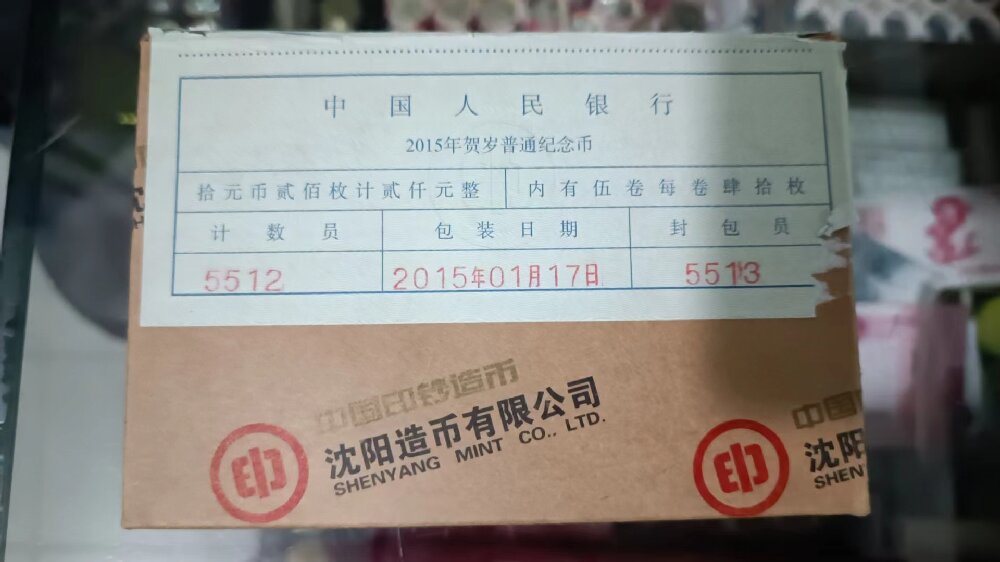 中国人民银行
2015年贺岁普通纪念币
拾元币贰佰枚计贰仟元整 内有伍卷每卷肆拾枚
计数员 包装日期 封包员
5512 2015年01月17日 5513
中国印钞造币
沈阳造币有限公司
SHENYANG MINT CO., LTD.
印
中国
沈阳
SHEN
印